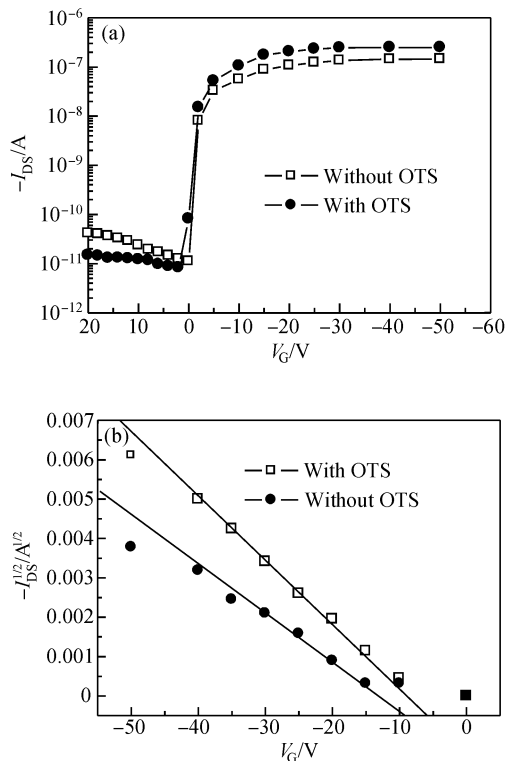 (a)
10⁻⁶
10⁻⁷
10⁻⁸
10⁻⁹
10⁻¹⁰
10⁻¹¹
10⁻¹²
−I_DS/A
Without OTS
With OTS
20 10 0 −10 −20 −30 −40 −50 −60
V_G/V
(b)
0.007
0.006
0.005
0.004
0.003
0.002
0.001
0
−I_DS^1/2/A^1/2
With OTS
Without OTS
−50 −40 −30 −20 −10 0
V_G/V